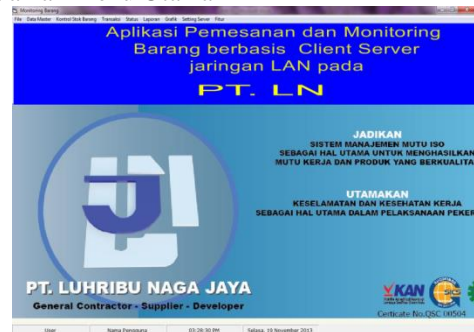 Monitoring Barang
File Data Master Kontrol Stok Barang Transaksi Status Laporan Grafik Setting Server Fitur
Aplikasi Pemesanan dan Monitoring
Barang berbasis Client Server
jaringan LAN pada
PT. LN
JADIKAN
SISTEM MANAJEMEN MUTU ISO
SEBAGAI HAL UTAMA UNTUK MENGHASILKAN
MUTU KERJA DAN PRODUK YANG BERKUALITA
UTAMAKAN
KESELAMATAN DAN KESEHATAN KERJA
SEBAGAI HAL UTAMA DALAM PELAKSANAAN PEKER
PT. LUHRIBU NAGA JAYA
General Contractor - Supplier - Developer
KAN
Certicate No.QSC 00504
User Nama Pengguna 03:28:30 PM Selasa, 19 November 2013